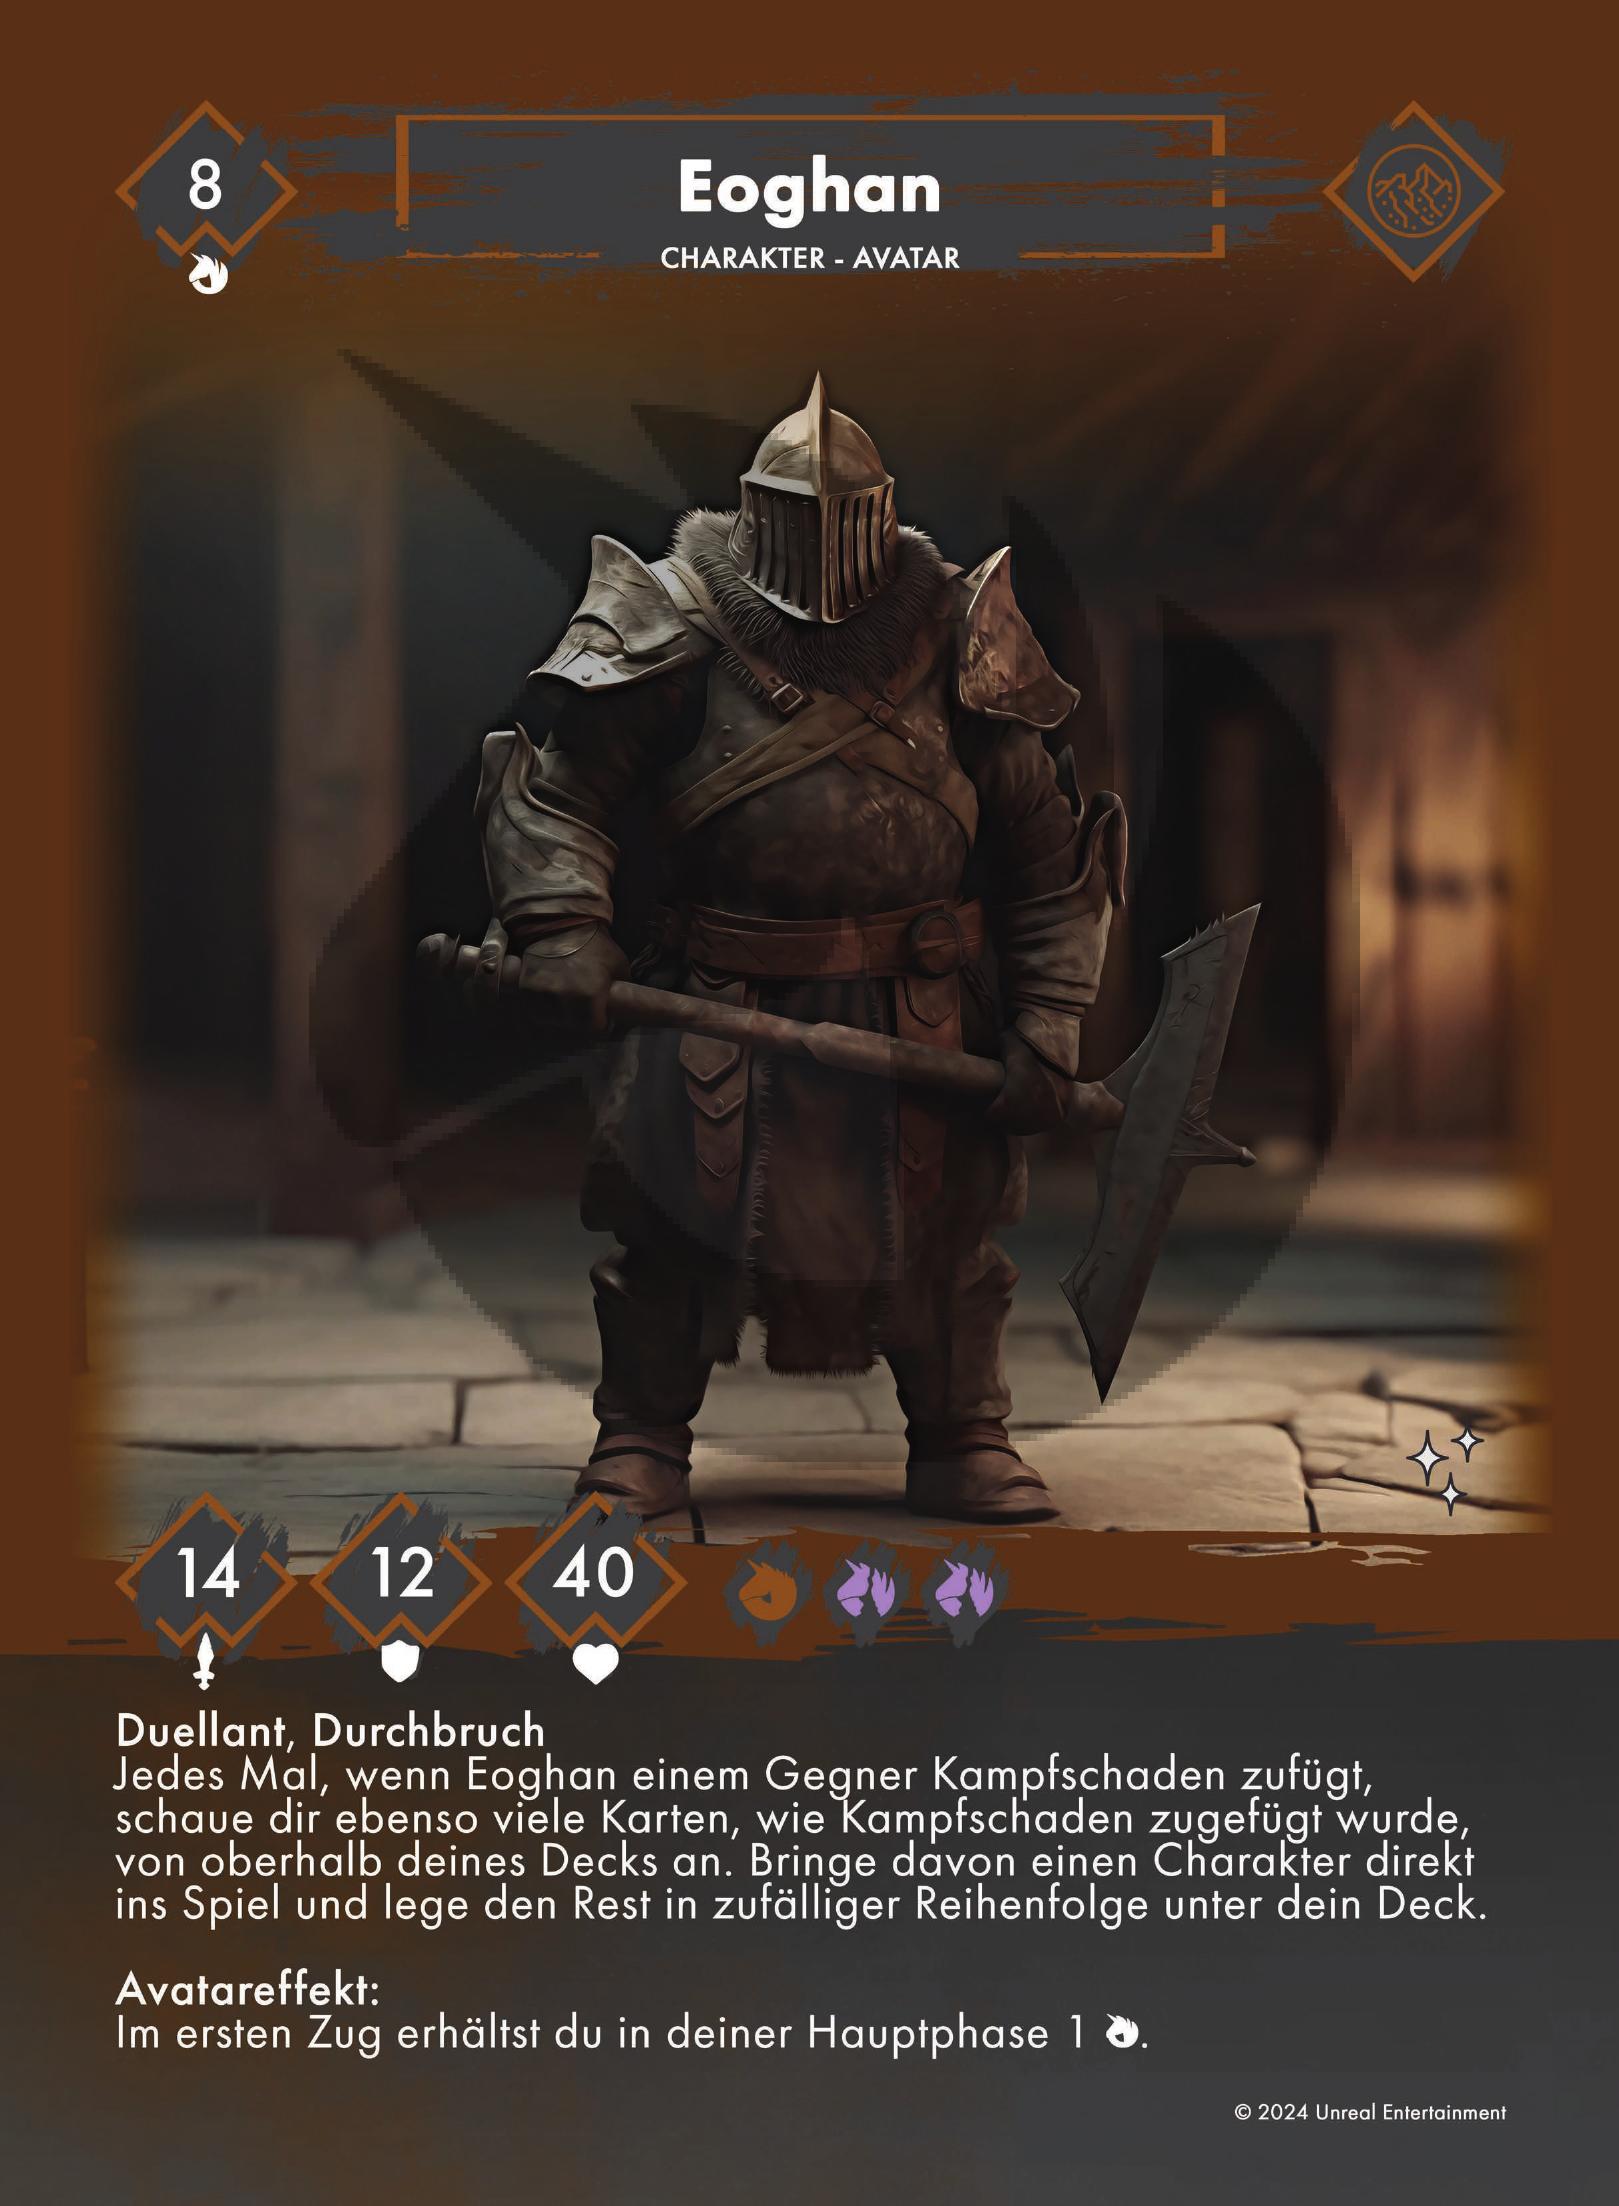 8
Eoghan
CHARAKTER - AVATAR
14 12 40
Duellant, Durchbruch
Jedes Mal, wenn Eoghan einem Gegner Kampfschaden zufügt,
schaue dir ebenso viele Karten, wie Kampfschaden zugefügt wurde,
von oberhalb deines Decks an. Bringe davon einen Charakter direkt
ins Spiel und lege den Rest in zufälliger Reihenfolge unter dein Deck.
Avatareffekt:
Im ersten Zug erhältst du in deiner Hauptphase 1 .
© 2024 Unreal Entertainment